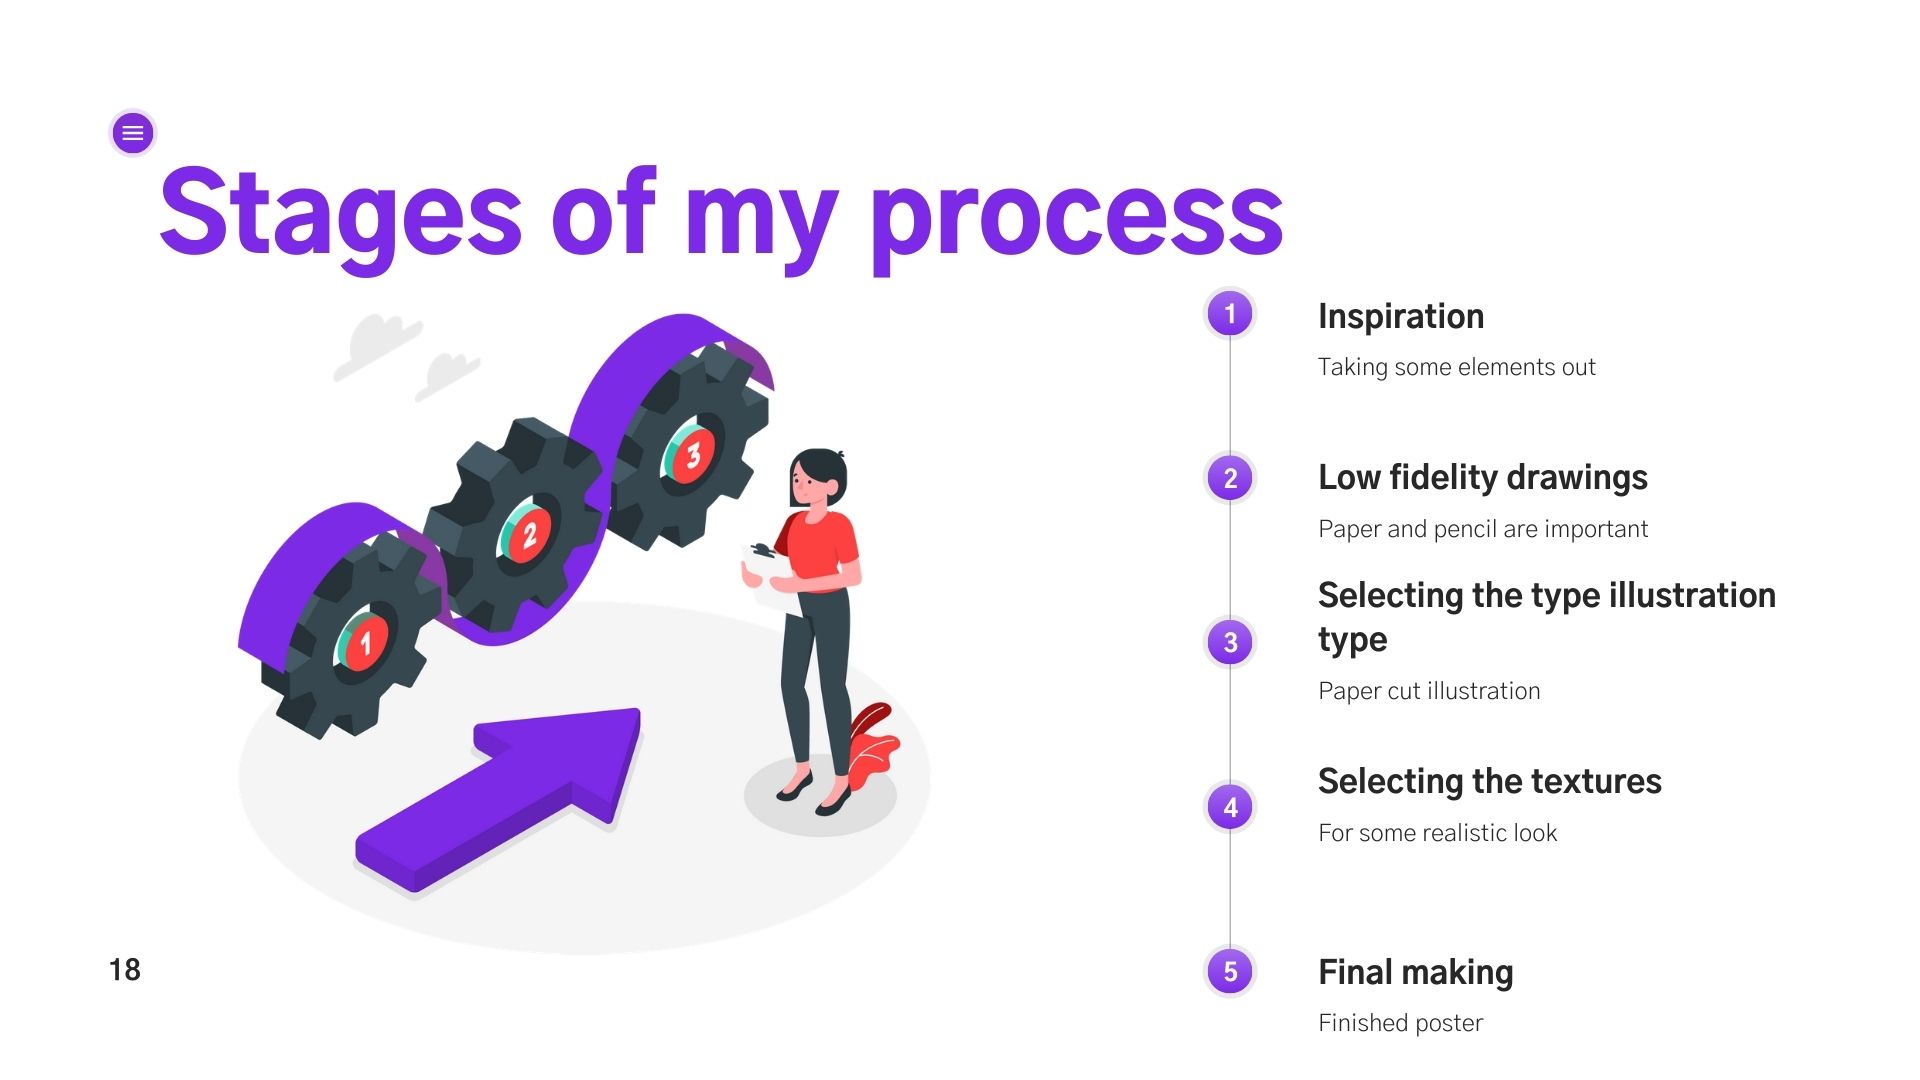 Stages of my process
1
2
3
1
Inspiration
Taking some elements out
2
Low fidelity drawings
Paper and pencil are important
3
Selecting the type illustration
type
Paper cut illustration
4
Selecting the textures
For some realistic look
5
Final making
Finished poster
18